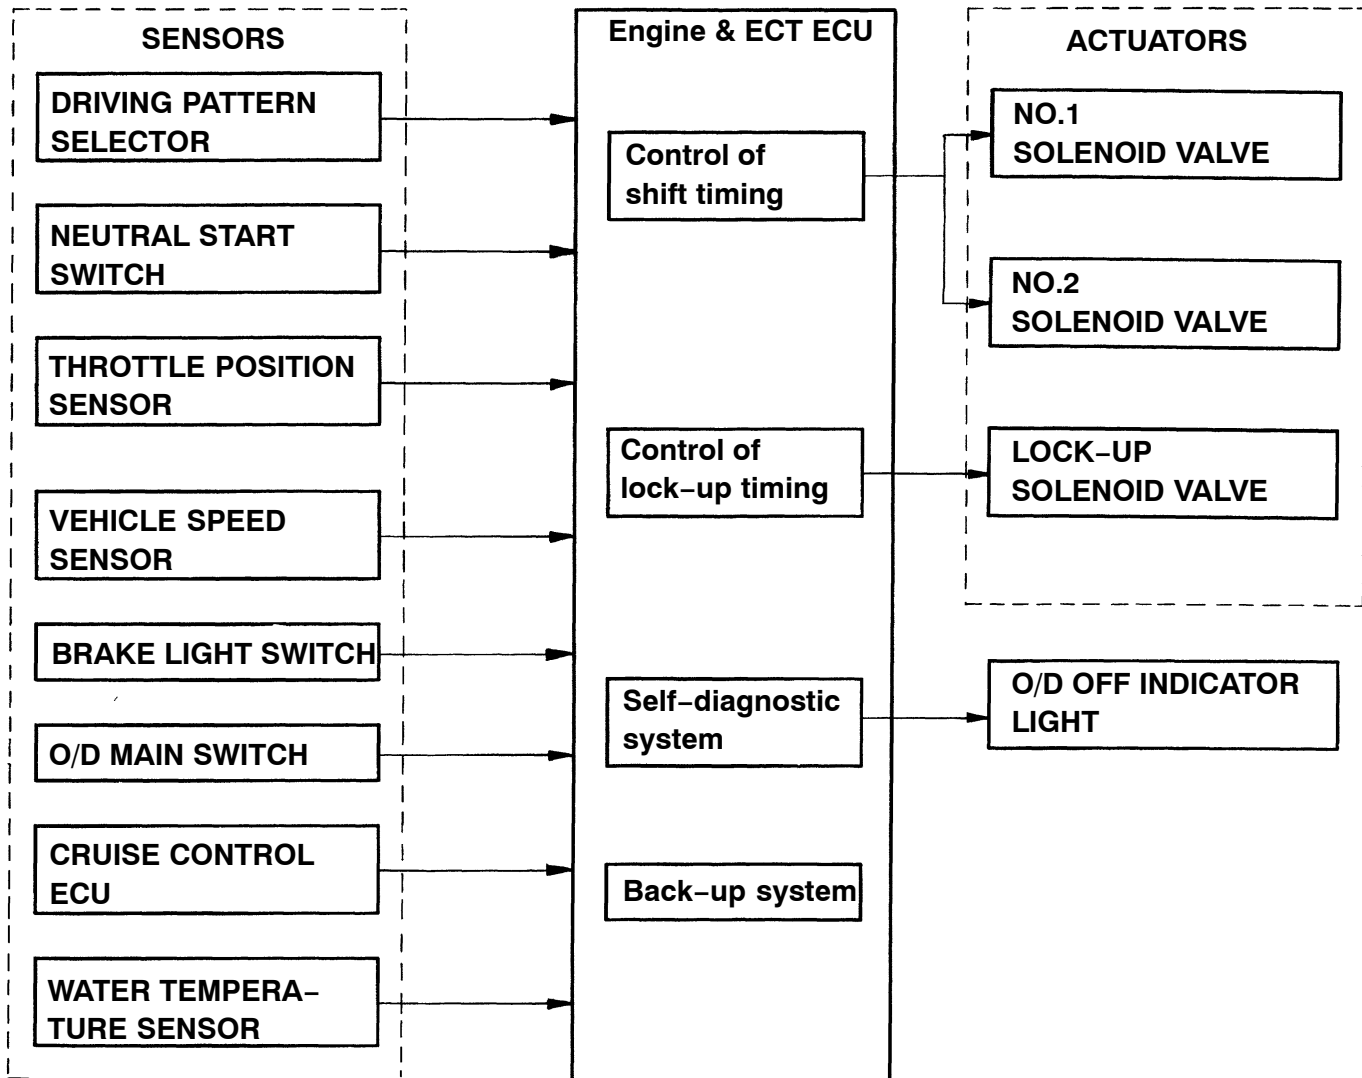 SENSORS
DRIVING PATTERN
SELECTOR
NEUTRAL START
SWITCH
THROTTLE POSITION
SENSOR
VEHICLE SPEED
SENSOR
BRAKE LIGHT SWITCH
O/D MAIN SWITCH
CRUISE CONTROL
ECU
WATER TEMPERA–
TURE SENSOR
Engine & ECT ECU
Control of
shift timing
Control of
lock–up timing
Self–diagnostic
system
Back–up system
ACTUATORS
NO.1
SOLENOID VALVE
NO.2
SOLENOID VALVE
LOCK–UP
SOLENOID VALVE
O/D OFF INDICATOR
LIGHT